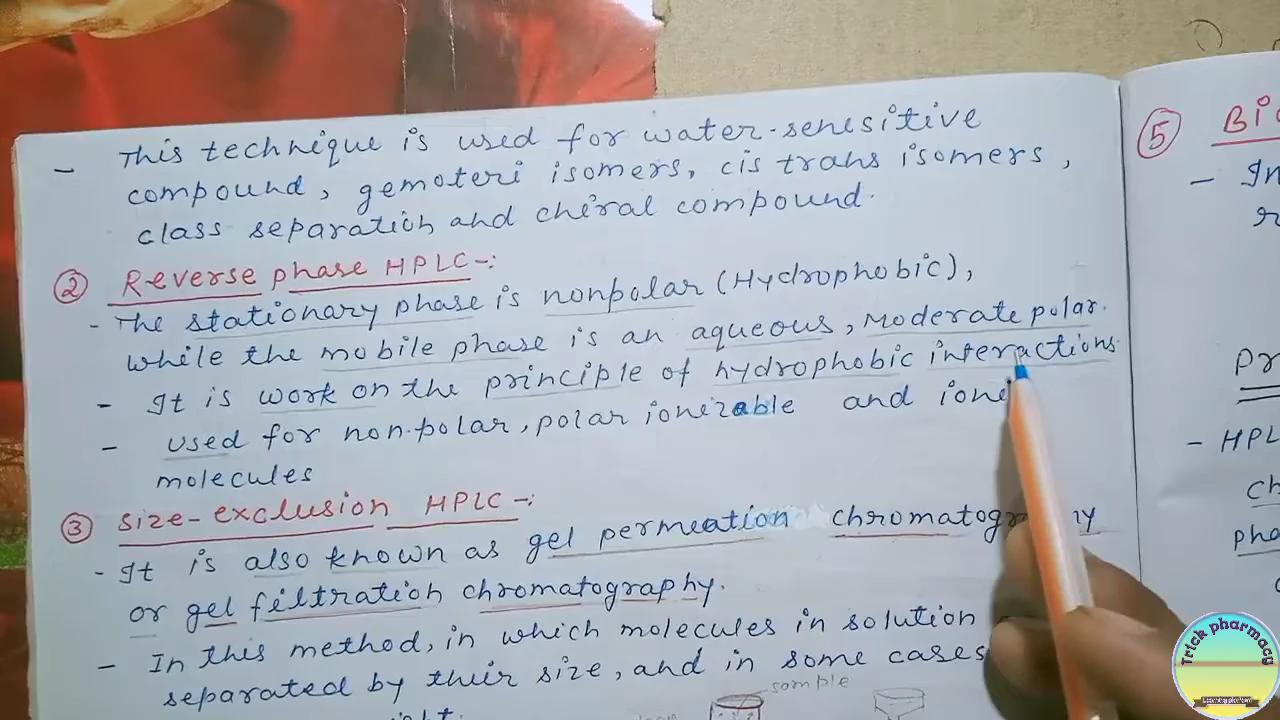 - This technique is used for water-senesitive
compound, gemoteri isomers, cis trans isomers,
class separation and chiral compound.
② Reverse phase HPLC-:
- The stationary phase is nonpolar (Hydrophobic),
while the mobile phase is an aqueous, Moderate polar.
- It is work on the principle of hydrophobic interactions
- used for non-polar, polar ionizable and ioni
molecules
③ size-exclusion HPLC-:
- It is also known as gel permeation chromatography
or gel filtration chromatography.
- In this method, in which molecules in solution
separated by their size, and in some cases
sample
⑤ Bio
- In
Pr
- HPL
ch
pha
Trick pharmacy